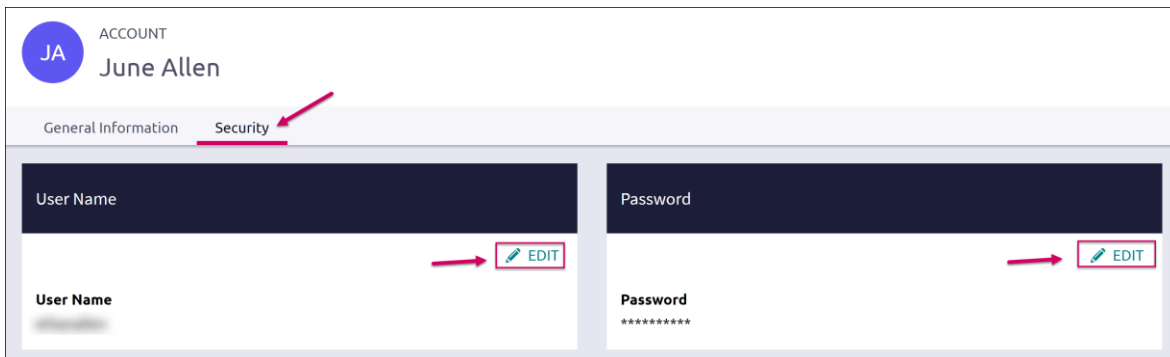 JA
ACCOUNT
June Allen
General Information
Security
User Name
Password
EDIT
EDIT
User Name
Password
**********